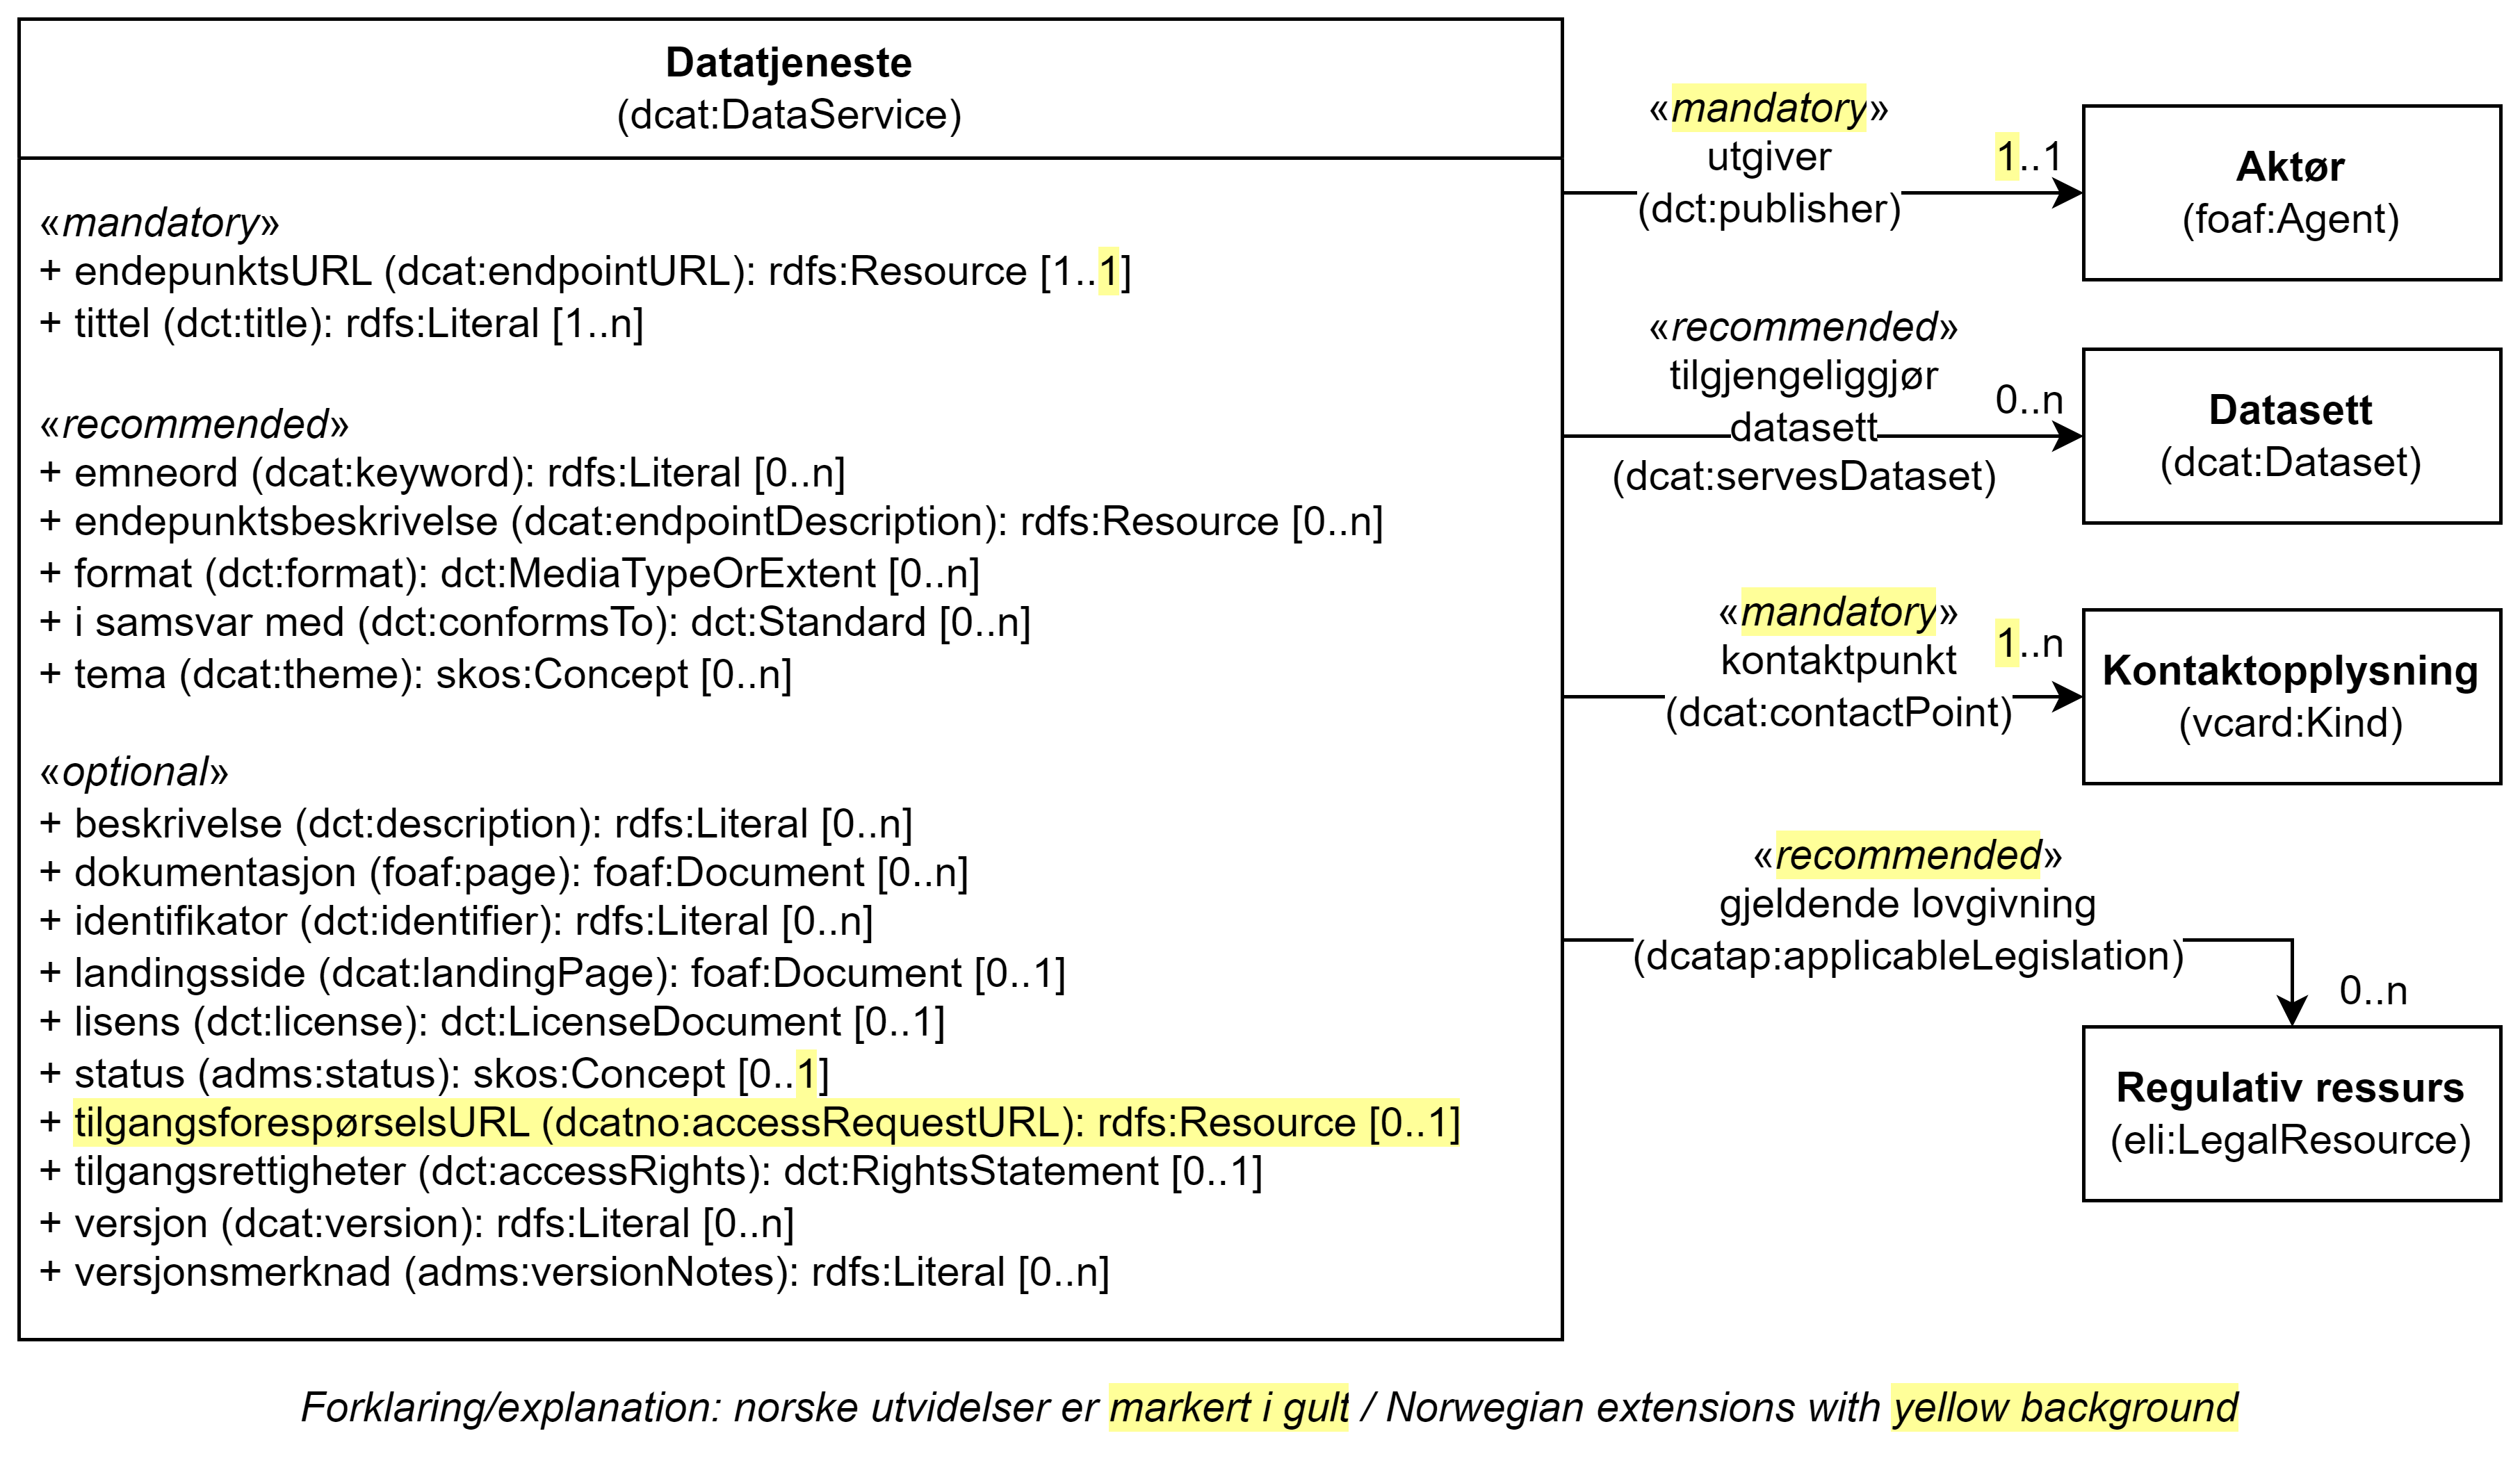 Datatjeneste
(dcat:DataService)
«mandatory»
+ endepunktsURL (dcat:endpointURL): rdfs:Resource [1..1]
+ tittel (dct:title): rdfs:Literal [1..n]
«recommended»
+ emneord (dcat:keyword): rdfs:Literal [0..n]
+ endepunktsbeskrivelse (dcat:endpointDescription): rdfs:Resource [0..n]
+ format (dct:format): dct:MediaTypeOrExtent [0..n]
+ i samsvar med (dct:conformsTo): dct:Standard [0..n]
+ tema (dcat:theme): skos:Concept [0..n]
«optional»
+ beskrivelse (dct:description): rdfs:Literal [0..n]
+ dokumentasjon (foaf:page): foaf:Document [0..n]
+ identifikator (dct:identifier): rdfs:Literal [0..n]
+ landingsside (dcat:landingPage): foaf:Document [0..1]
+ lisens (dct:license): dct:LicenseDocument [0..1]
+ status (adms:status): skos:Concept [0..1]
+ tilgangsforespørselsURL (dcatno:accessRequestURL): rdfs:Resource [0..1]
+ tilgangsrettigheter (dct:accessRights): dct:RightsStatement [0..1]
+ versjon (dcat:version): rdfs:Literal [0..n]
+ versjonsmerknad (adms:versionNotes): rdfs:Literal [0..n]
«mandatory»
utgiver
(dct:publisher)
1..1
Aktør
(foaf:Agent)
«recommended»
tilgjengeliggjør
datasett
(dcat:servesDataset)
0..n
Datasett
(dcat:Dataset)
«mandatory»
kontaktpunkt
(dcat:contactPoint)
1..n
Kontaktopplysning
(vcard:Kind)
«recommended»
gjeldende lovgivning
(dcatap:applicableLegislation)
0..n
Regulativ ressurs
(eli:LegalResource)
Forklaring/explanation: norske utvidelser er markert i gult / Norwegian extensions with yellow background